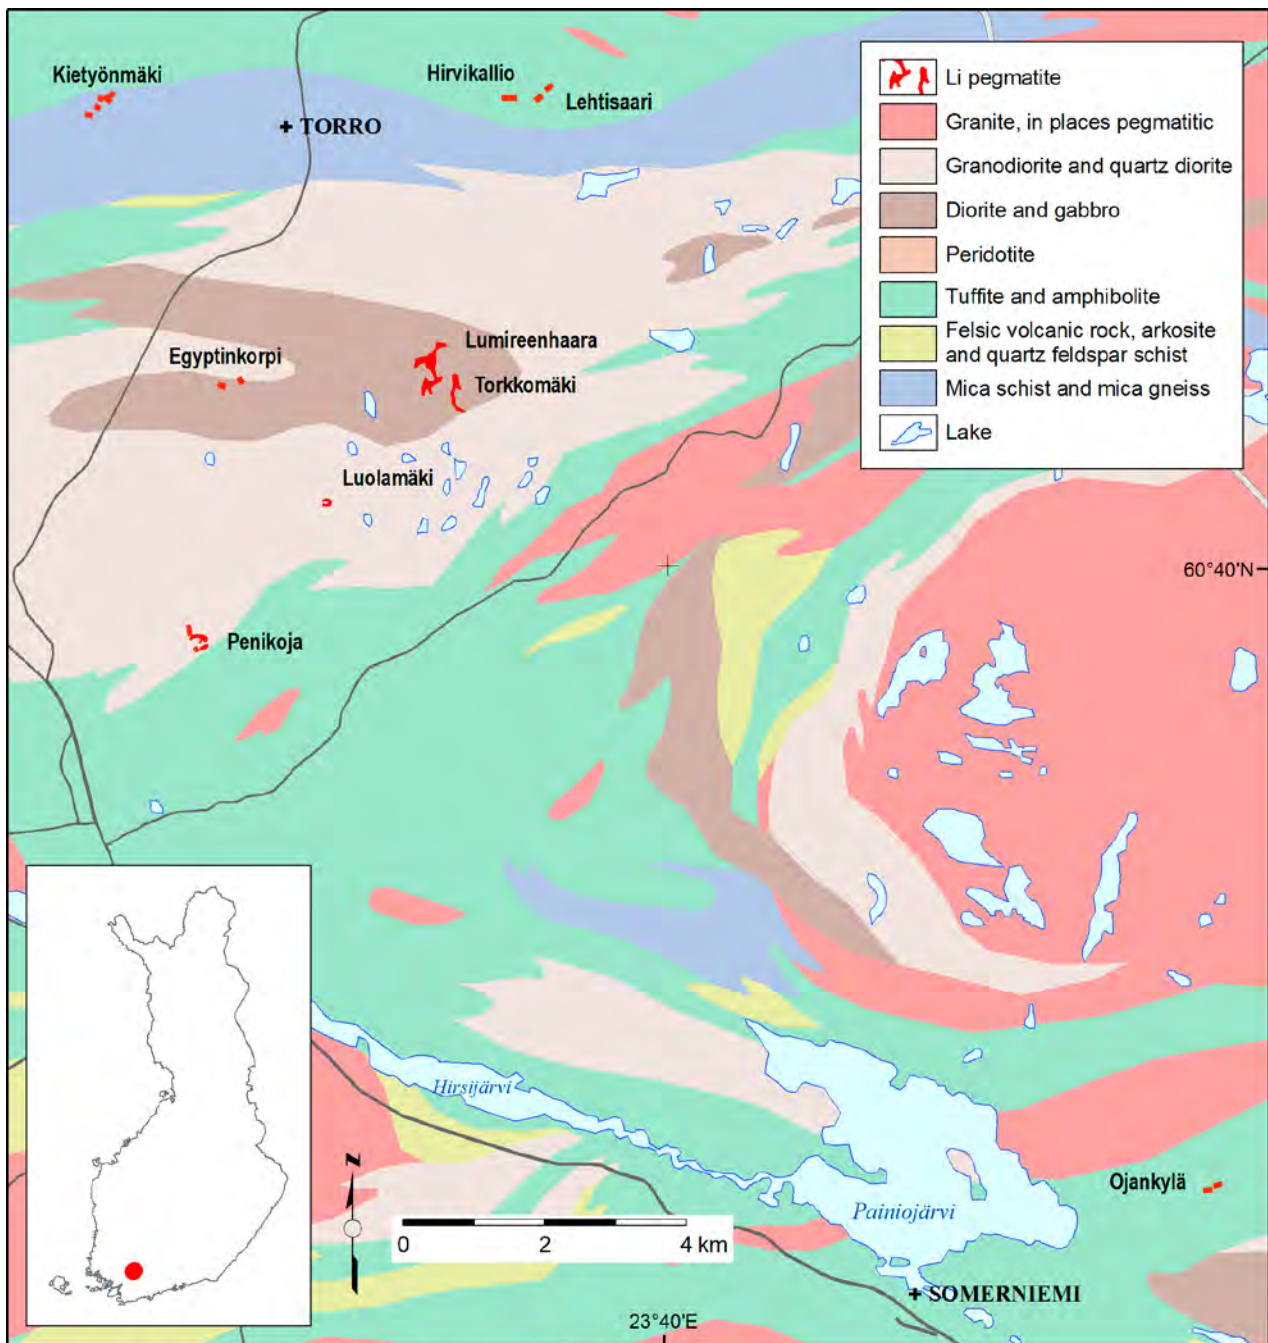 Kietyönmäki
Hirvikallio
Lehtisaari
TORRO
Li pegmatite
Granite, in places pegmatitic
Granodiorite and quartz diorite
Diorite and gabbro
Peridotite
Tuffite and amphibolite
Felsic volcanic rock, arkosite
and quartz feldspar schist
Mica schist and mica gneiss
Lake
Lumireenhaara
Egyptinkorpi
Torkkomäki
Luolamäki
60°40'N
Penikoja
Hirsijärvi
N
Ojankylä
Painiojärvi
0 2 4 km
SOMERNIEMI
23°40'E